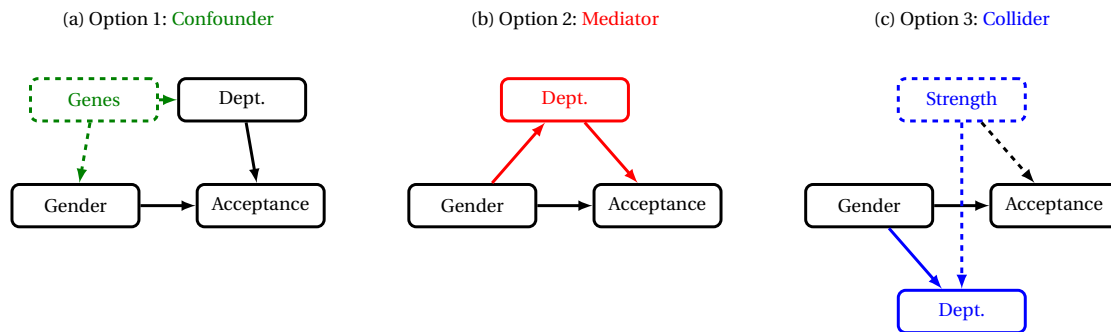 (a) Option 1: Confounder
Genes
Dept.
Gender
Acceptance
(b) Option 2: Mediator
Dept.
Gender
Acceptance
(c) Option 3: Collider
Strength
Gender
Acceptance
Dept.